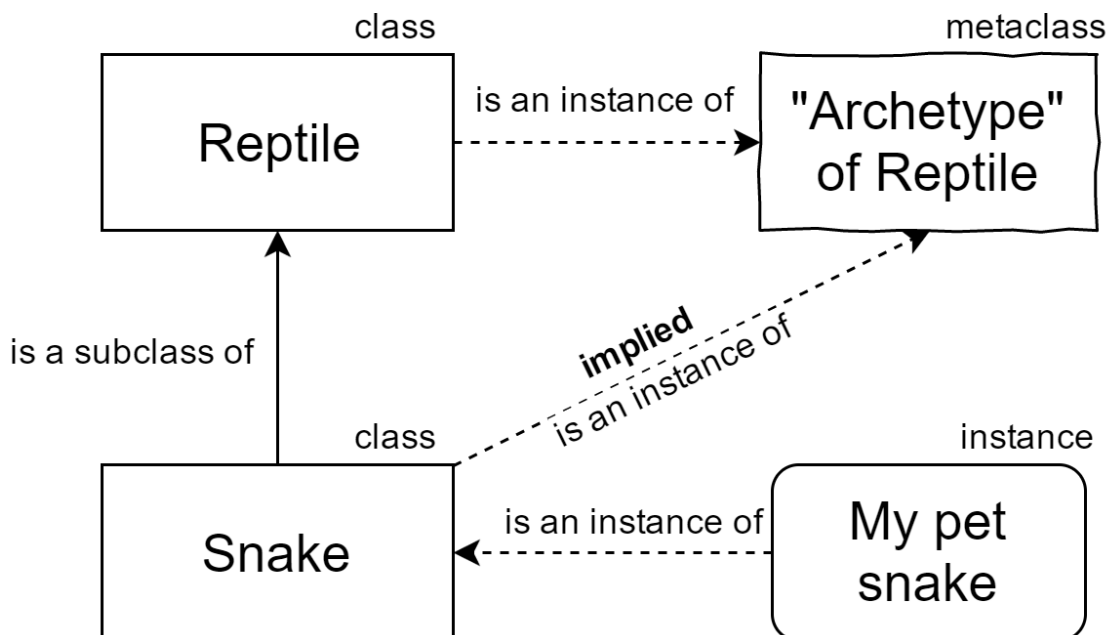 class
metaclass
Reptile
is an instance of
"Archetype"
of Reptile
is a subclass of
implied
is an instance of
class
instance
Snake
is an instance of
My pet
snake